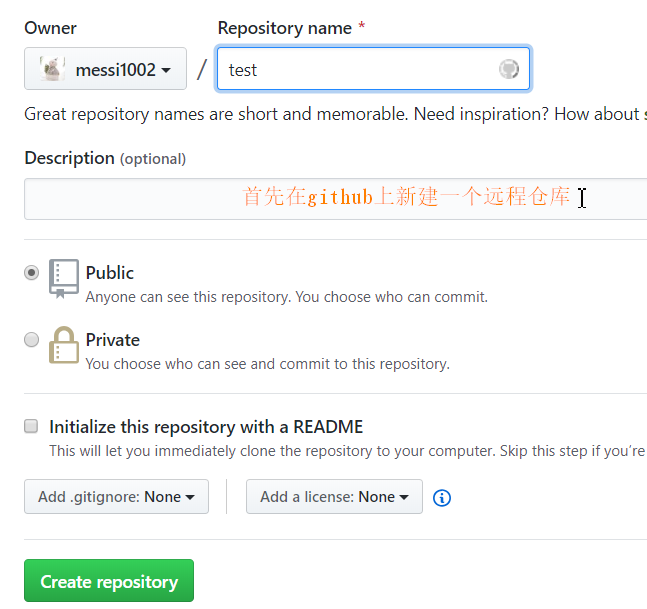 Owner
Repository name *
messi1002 / test
Great repository names are short and memorable. Need inspiration? How about
Description (optional)
首先在github上新建一个远程仓库
Public
Anyone can see this repository. You choose who can commit.
Private
You choose who can see and commit to this repository.
Initialize this repository with a README
This will let you immediately clone the repository to your computer. Skip this step if you're
Add .gitignore: None
Add a license: None
Create repository